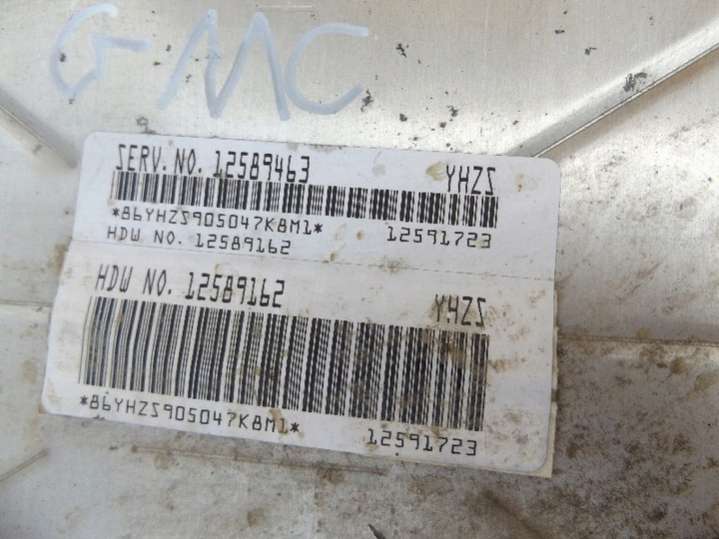 GMC
SERV. NO. 12589463 YHZS
*86YHZS905047K8M1* 12591723
HDW NO. 12589162
HDW NO. 12589162 YHZS
*86YHZS905047K8M1* 12591723